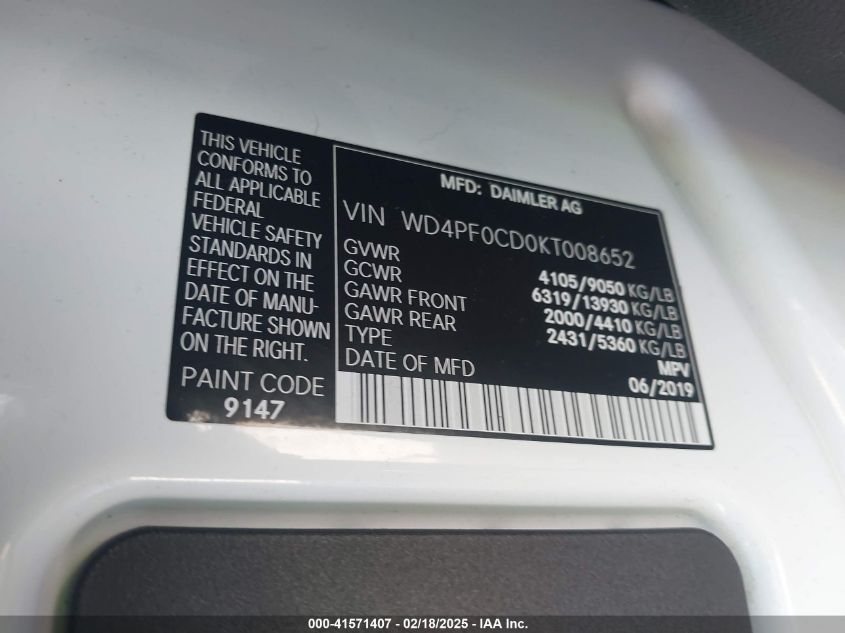 THIS VEHICLE
CONFORMS TO
ALL APPLICABLE
FEDERAL
VEHICLE SAFETY
STANDARDS IN
EFFECT ON THE
DATE OF MANU-
FACTURE SHOWN
ON THE RIGHT.
PAINT CODE
9147
MFD: DAIMLER AG
VIN WD4PF0CD0KT008652
GVWR 4105/9050 KG/LB
GCWR 6319/13930 KG/LB
GAWR FRONT 2000/4410 KG/LB
GAWR REAR 2431/5360 KG/LB
TYPE MPV
DATE OF MFD 06/2019
000-41571407 - 02/18/2025 - IAA Inc.